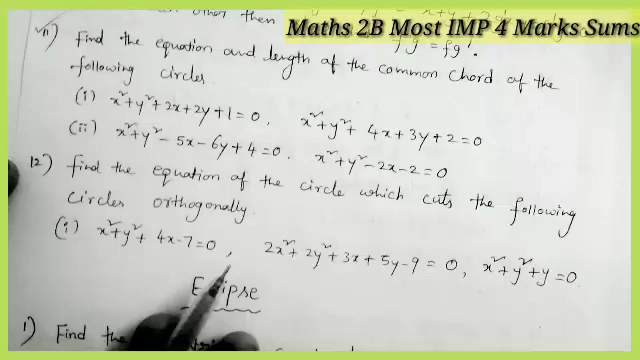 Maths 2B Most IMP 4 Marks Sums
other then
fg' = f'g.
11) Find the equation and length of the common chord of the
following circles.
(i) x²+y²+2x+2y+1=0, x²+y²+4x+3y+2=0
(ii) x²+y²-5x-6y+4=0. x²+y²-2x-2=0
12) Find the equation of the circle which cuts the following
circles orthogonally.
(i) x²+y²+4x-7=0, 2x²+2y²+3x+5y-9=0, x²+y²+y=0.
Ellipse
1) Find the